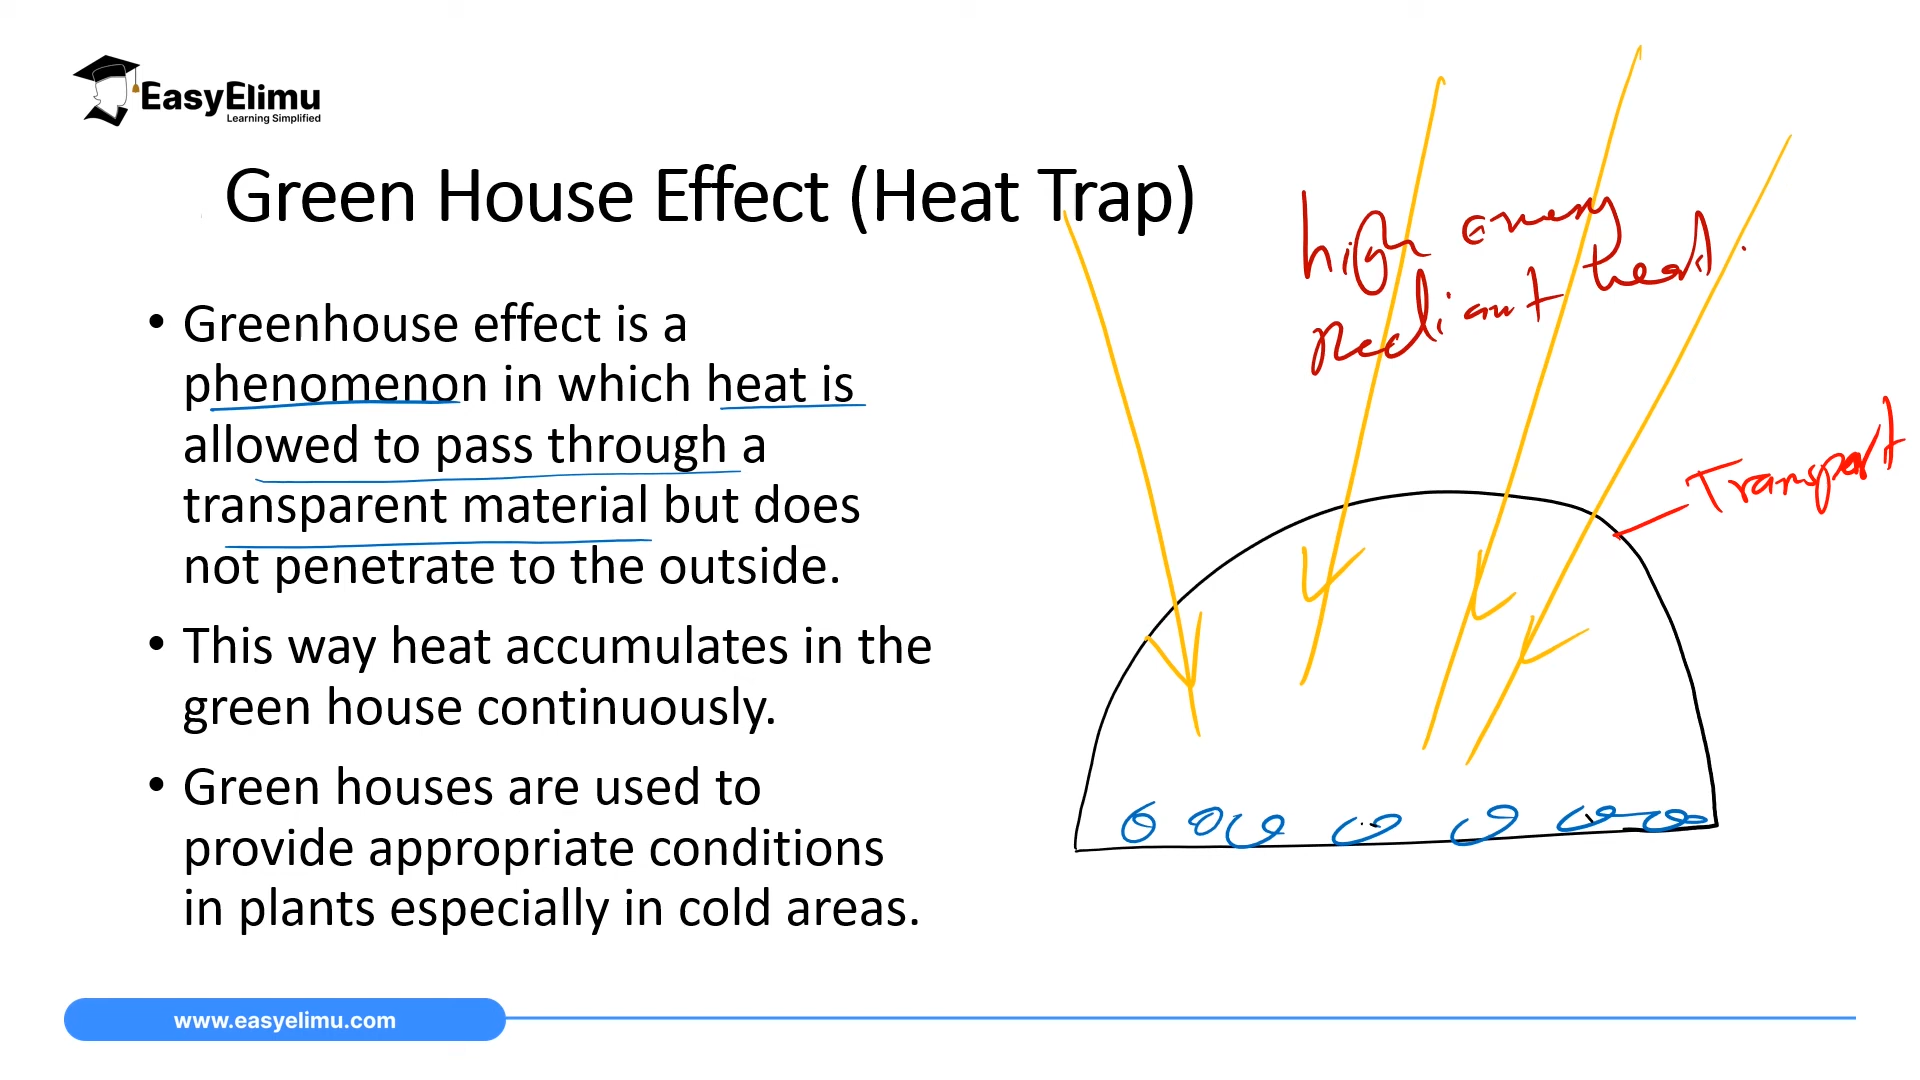 EasyElimu
Learning Simplified
Green House Effect (Heat Trap)
• Greenhouse effect is a
phenomenon in which heat is
allowed to pass through a
transparent material but does
not penetrate to the outside.
• This way heat accumulates in the
green house continuously.
• Green houses are used to
provide appropriate conditions
in plants especially in cold areas.
high energy
Radiant heat.
Transpart
www.easyelimu.com